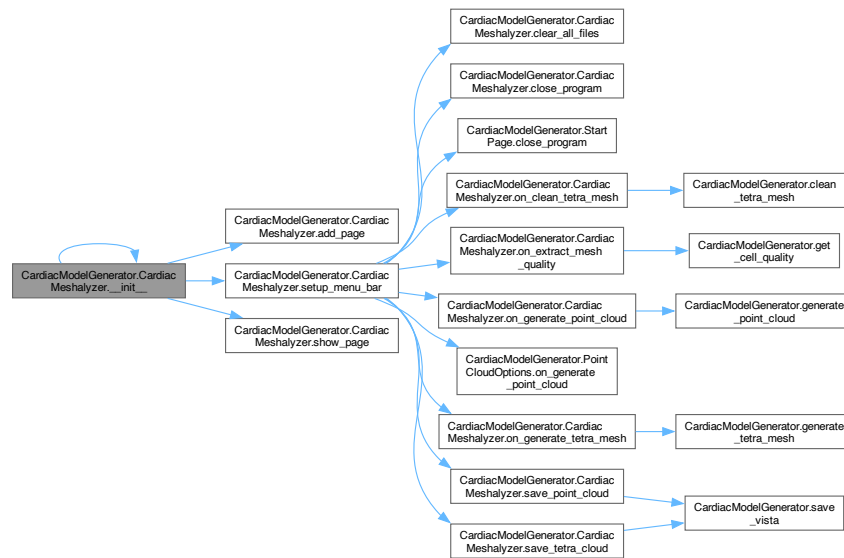 CardiacModelGenerator.Cardiac
Meshalyzer.clear_all_files
CardiacModelGenerator.Cardiac
Meshalyzer.close_program
CardiacModelGenerator.Start
Page.close_program
CardiacModelGenerator.Cardiac
Meshalyzer.on_clean_tetra_mesh
CardiacModelGenerator.clean
_tetra_mesh
CardiacModelGenerator.Cardiac
Meshalyzer.add_page
CardiacModelGenerator.Cardiac
Meshalyzer.on_extract_mesh
_quality
CardiacModelGenerator.get
_cell_quality
CardiacModelGenerator.Cardiac
Meshalyzer.__init__
CardiacModelGenerator.Cardiac
Meshalyzer.setup_menu_bar
CardiacModelGenerator.Cardiac
Meshalyzer.on_generate_point_cloud
CardiacModelGenerator.generate
_point_cloud
CardiacModelGenerator.Cardiac
Meshalyzer.show_page
CardiacModelGenerator.Point
CloudOptions.on_generate
_point_cloud
CardiacModelGenerator.Cardiac
Meshalyzer.on_generate_tetra_mesh
CardiacModelGenerator.generate
_tetra_mesh
CardiacModelGenerator.Cardiac
Meshalyzer.save_point_cloud
CardiacModelGenerator.save
_vista
CardiacModelGenerator.Cardiac
Meshalyzer.save_tetra_cloud